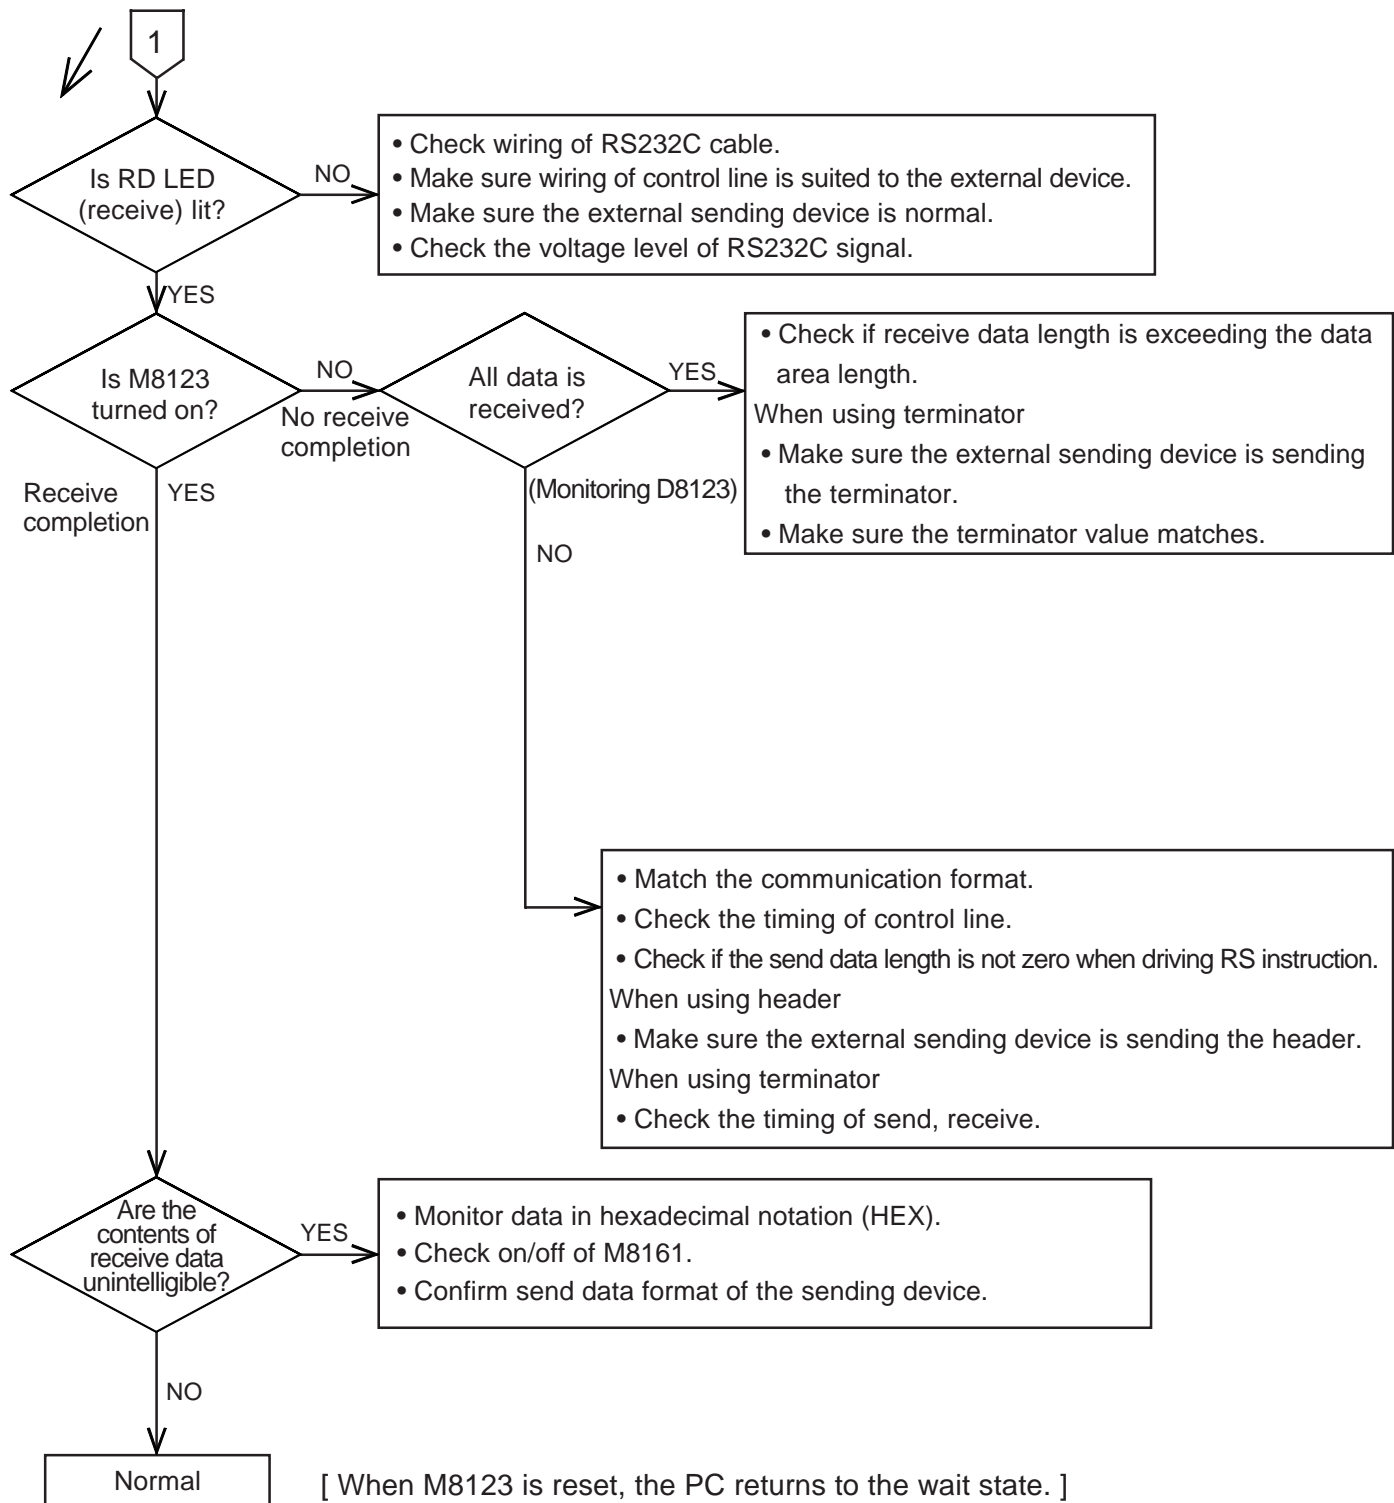 1
Is RD LED
(receive) lit?
NO
• Check wiring of RS232C cable.
• Make sure wiring of control line is suited to the external device.
• Make sure the external sending device is normal.
• Check the voltage level of RS232C signal.
YES
Is M8123
turned on?
NO
No receive
completion
All data is
received?
YES
• Check if receive data length is exceeding the data
area length.
When using terminator
• Make sure the external sending device is sending
the terminator.
• Make sure the terminator value matches.
Receive
completion
YES
(Monitoring D8123)
NO
• Match the communication format.
• Check the timing of control line.
• Check if the send data length is not zero when driving RS instruction.
When using header
• Make sure the external sending device is sending the header.
When using terminator
• Check the timing of send, receive.
Are the
contents of
receive data
unintelligible?
YES
• Monitor data in hexadecimal notation (HEX).
• Check on/off of M8161.
• Confirm send data format of the sending device.
NO
Normal
[ When M8123 is reset, the PC returns to the wait state. ]